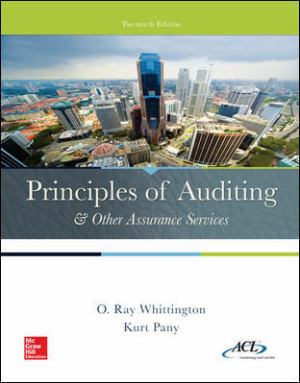 Twentieth Edition
Principles of Auditing
& Other Assurance Services
O. Ray Whittington
Kurt Pany
Mc
Graw
Hill
Education
ACL